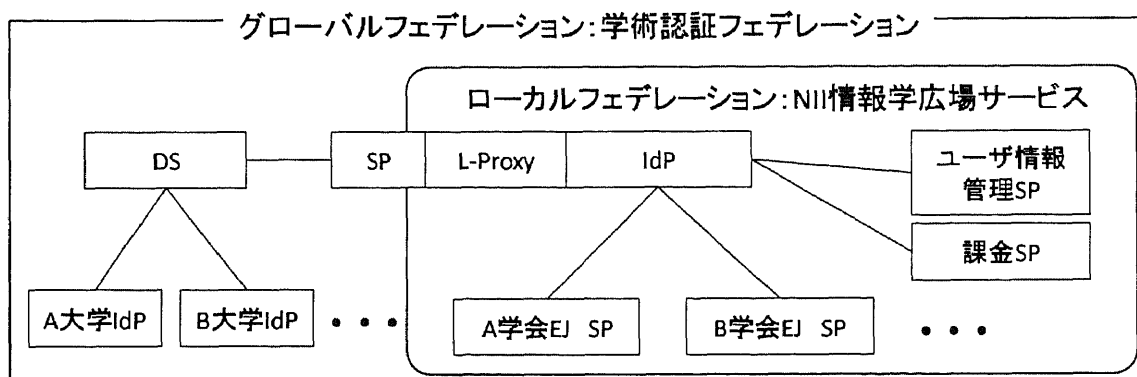 グローバルフェデレーション:学術認証フェデレーション
ローカルフェデレーション:NII情報学広場サービス
DS
SP
L-Proxy
IdP
ユーザ情報
管理SP
課金SP
A大学IdP
B大学IdP
・・・
A学会EJ SP
B学会EJ SP
・・・